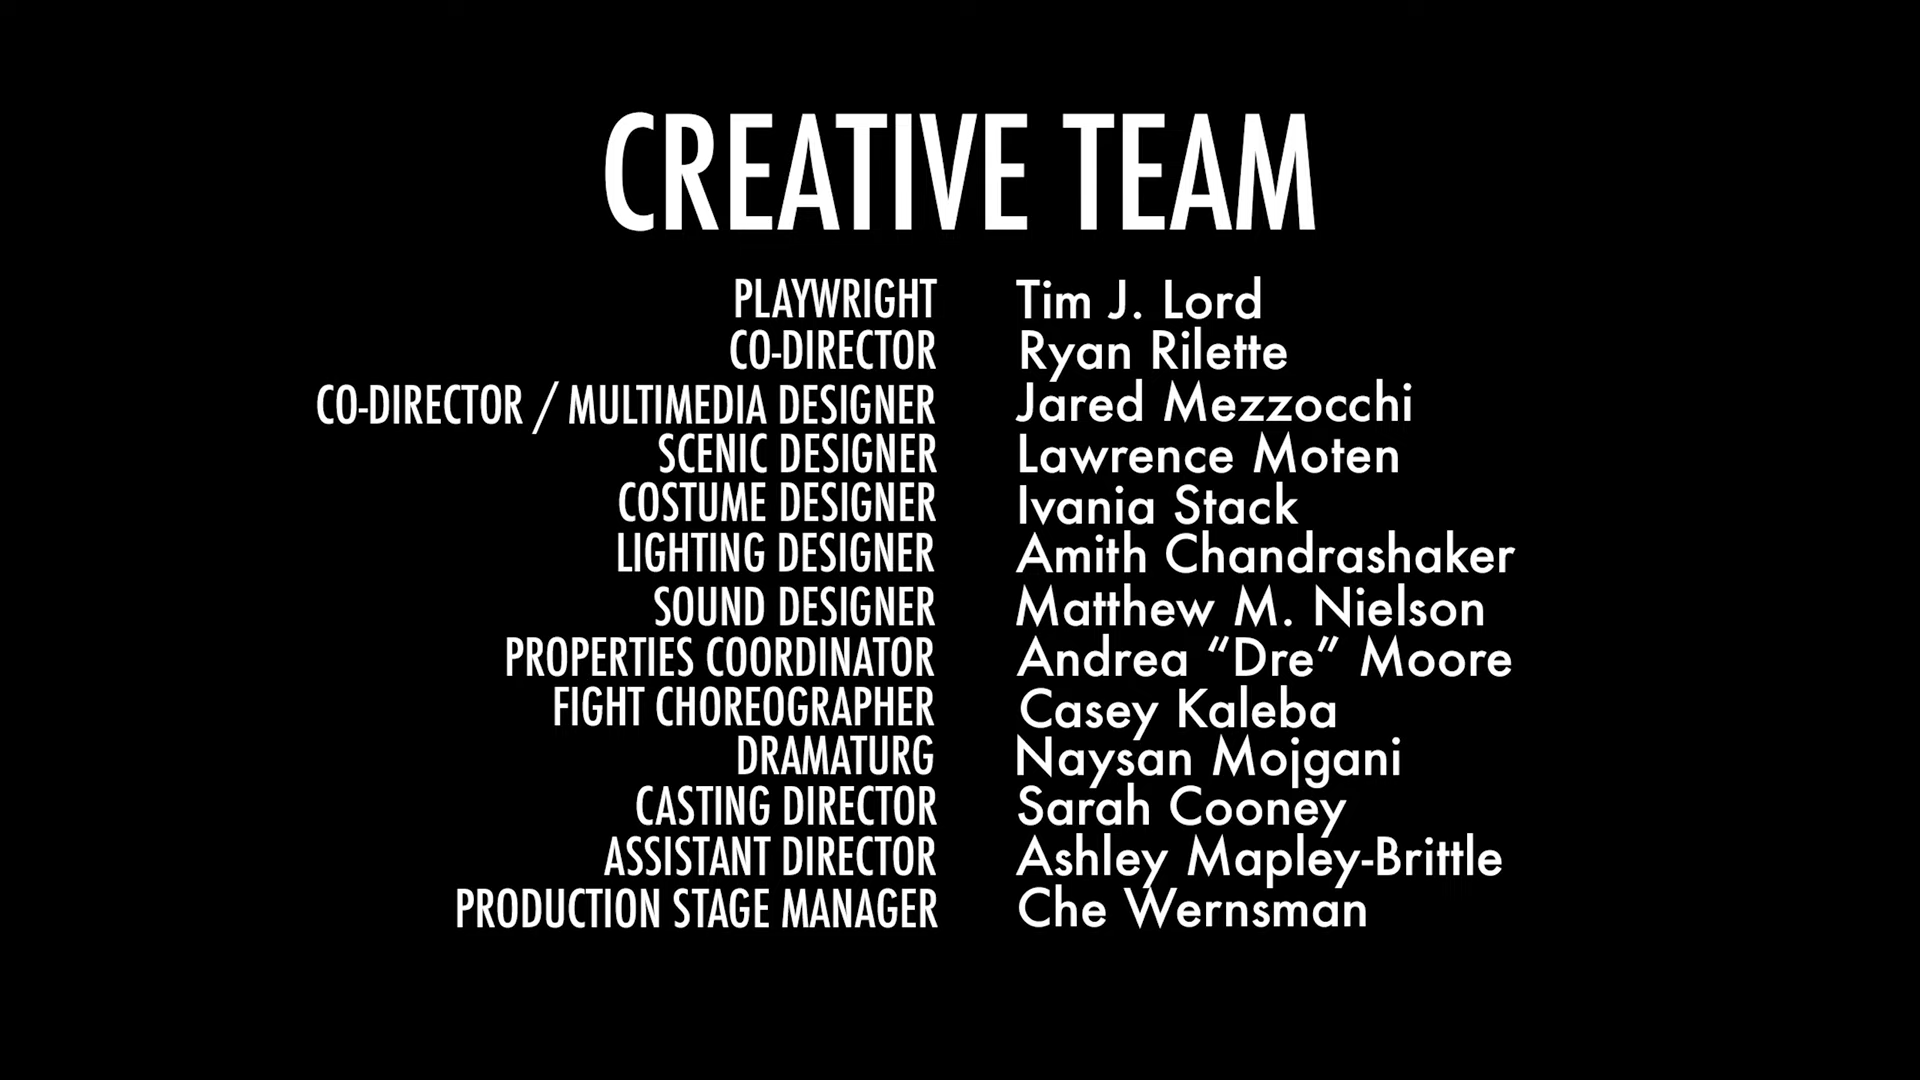 CREATIVE TEAM
PLAYWRIGHT Tim J. Lord
CO-DIRECTOR Ryan Rilette
CO-DIRECTOR / MULTIMEDIA DESIGNER Jared Mezzocchi
SCENIC DESIGNER Lawrence Moten
COSTUME DESIGNER Ivania Stack
LIGHTING DESIGNER Amith Chandrashaker
SOUND DESIGNER Matthew M. Nielson
PROPERTIES COORDINATOR Andrea “Dre” Moore
FIGHT CHOREOGRAPHER Casey Kaleba
DRAMATURG Naysan Mojgani
CASTING DIRECTOR Sarah Cooney
ASSISTANT DIRECTOR Ashley Mapley-Brittle
PRODUCTION STAGE MANAGER Che Wernsman